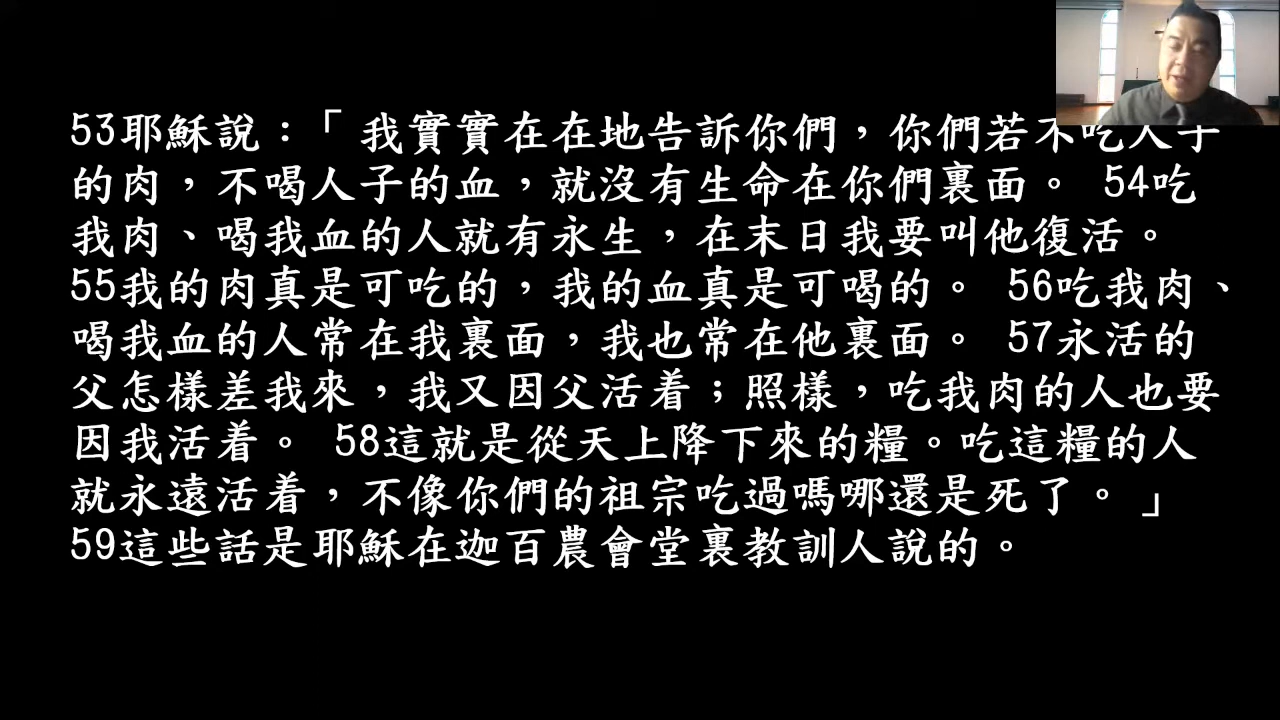 53耶穌說：「 我實實在在地告訴你們，你們若不吃人子
的肉，不喝人子的血，就沒有生命在你們裏面。 54吃
我肉、喝我血的人就有永生，在末日我要叫他復活。
55我的肉真是可吃的，我的血真是可喝的。 56吃我肉、
喝我血的人常在我裏面，我也常在他裏面。 57永活的
父怎樣差我來，我又因父活着；照樣，吃我肉的人也要
因我活着。 58這就是從天上降下來的糧。吃這糧的人
就永遠活着，不像你們的祖宗吃過嗎哪還是死了。 」
59這些話是耶穌在迦百農會堂裏教訓人說的。